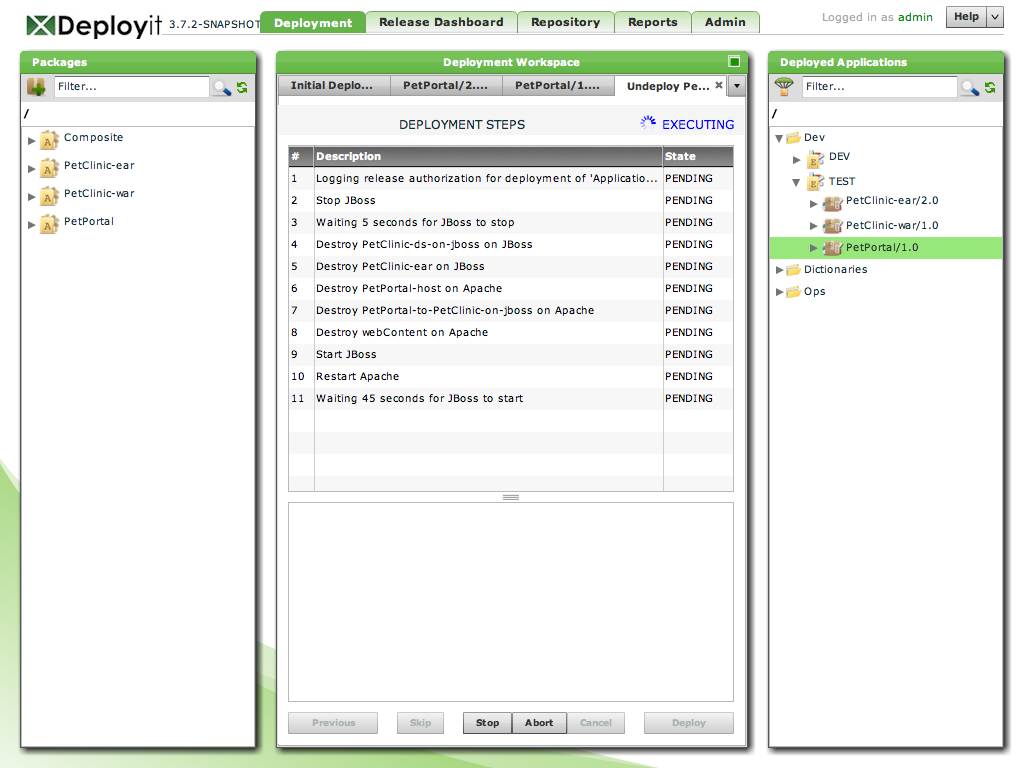 Deployit 3.7.2-SNAPSHOT
Deployment
Release Dashboard
Repository
Reports
Admin
Logged in as admin
Help
Packages
Filter...
/
Composite
PetClinic-ear
PetClinic-war
PetPortal
Deployment Workspace
Initial Deplo...
PetPortal/2....
PetPortal/1....
Undeploy Pe...
DEPLOYMENT STEPS
EXECUTING
# Description State
1 Logging release authorization for deployment of 'Applicatio... PENDING
2 Stop JBoss PENDING
3 Waiting 5 seconds for JBoss to stop PENDING
4 Destroy PetClinic-ds-on-jboss on JBoss PENDING
5 Destroy PetClinic-ear on JBoss PENDING
6 Destroy PetPortal-host on Apache PENDING
7 Destroy PetPortal-to-PetClinic-on-jboss on Apache PENDING
8 Destroy webContent on Apache PENDING
9 Start JBoss PENDING
10 Restart Apache PENDING
11 Waiting 45 seconds for JBoss to start PENDING
Previous
Skip
Stop
Abort
Cancel
Deploy
Deployed Applications
Filter...
/
Dev
DEV
TEST
PetClinic-ear/2.0
PetClinic-war/1.0
PetPortal/1.0
Dictionaries
Ops